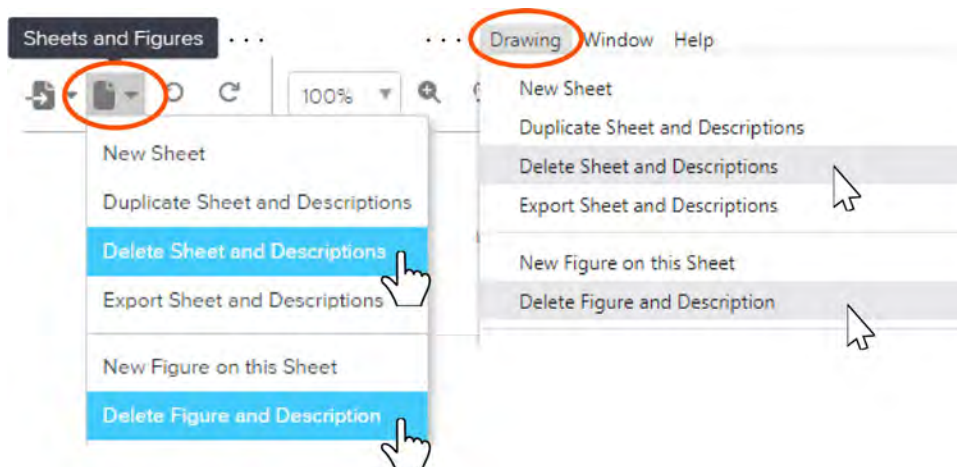 Sheets and Figures . . .
100%
New Sheet
Duplicate Sheet and Descriptions
Delete Sheet and Descriptions
Export Sheet and Descriptions
New Figure on this Sheet
Delete Figure and Description
. . . Drawing Window Help
New Sheet
Duplicate Sheet and Descriptions
Delete Sheet and Descriptions
Export Sheet and Descriptions
New Figure on this Sheet
Delete Figure and Description